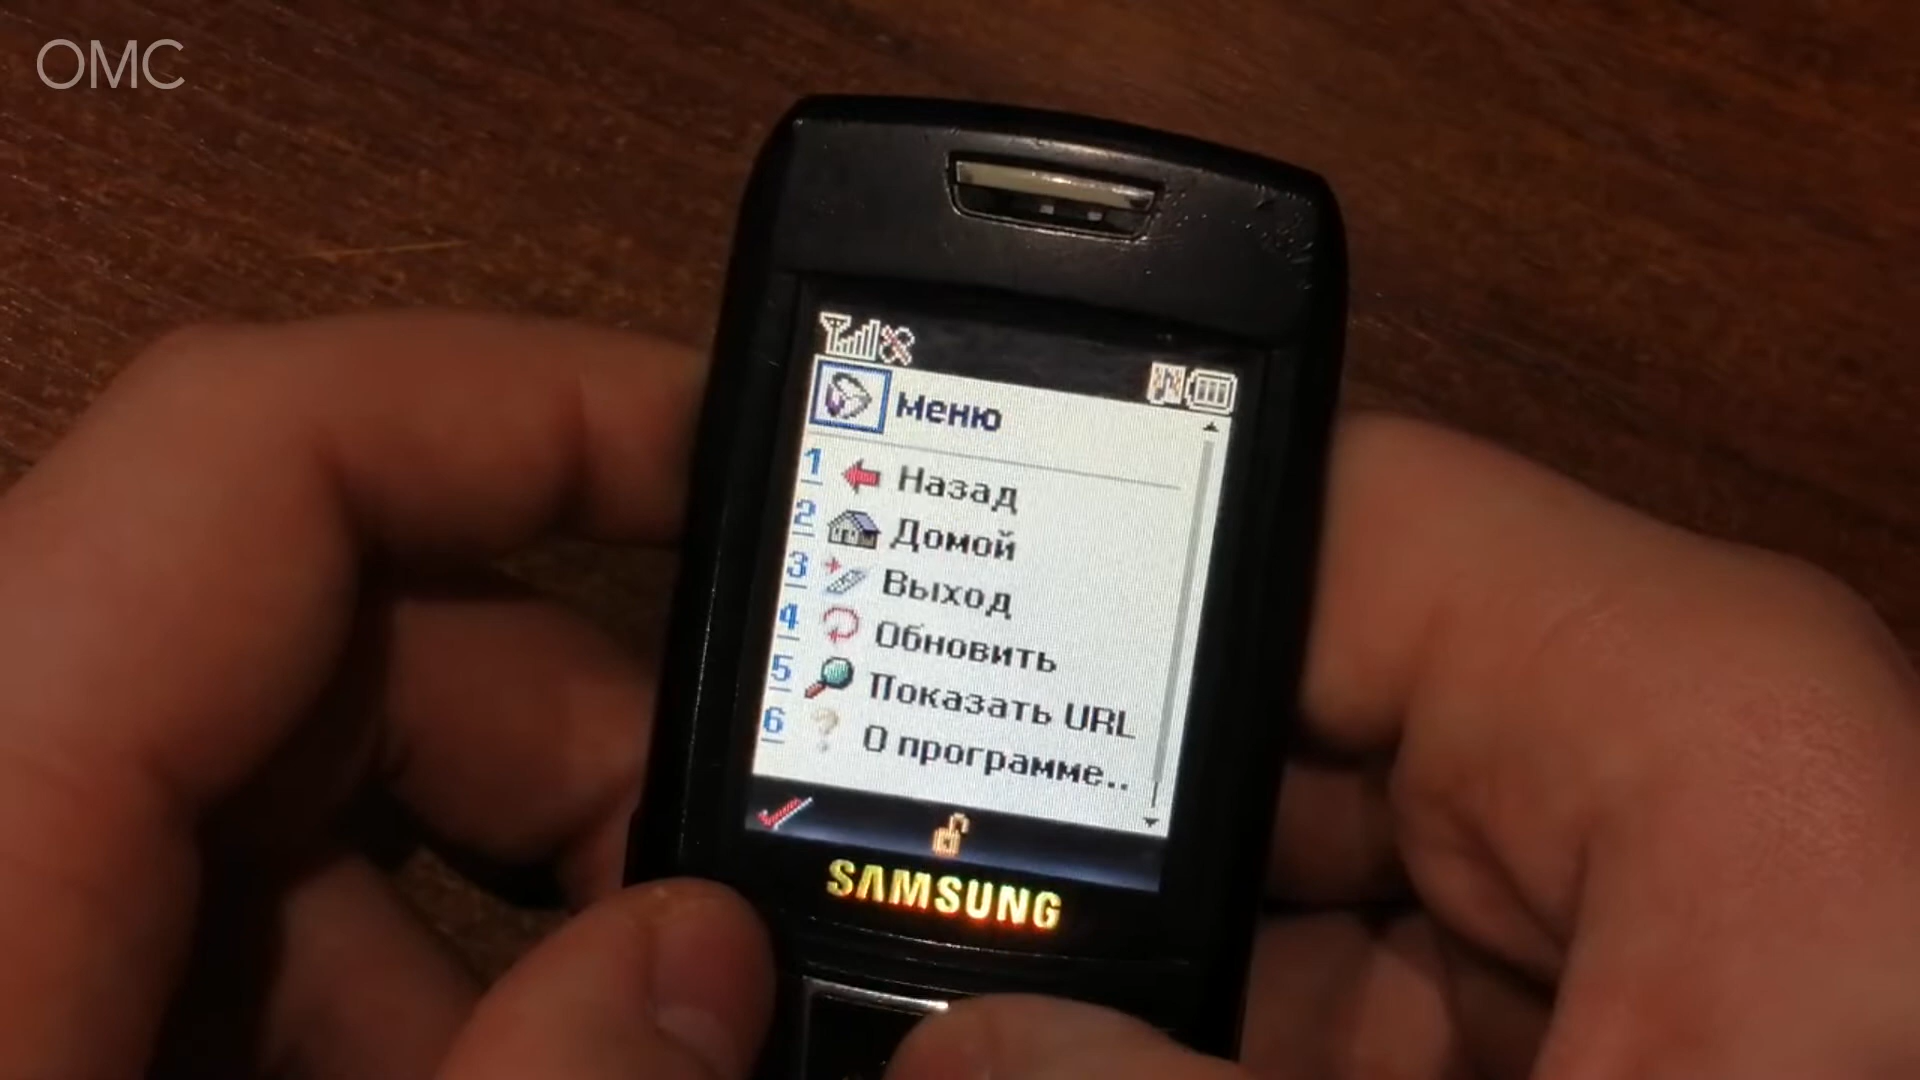 OMC
Меню
1 Назад
2 Домой
3 Выход
4 Обновить
5 Показать URL
6 О программе..
SAMSUNG